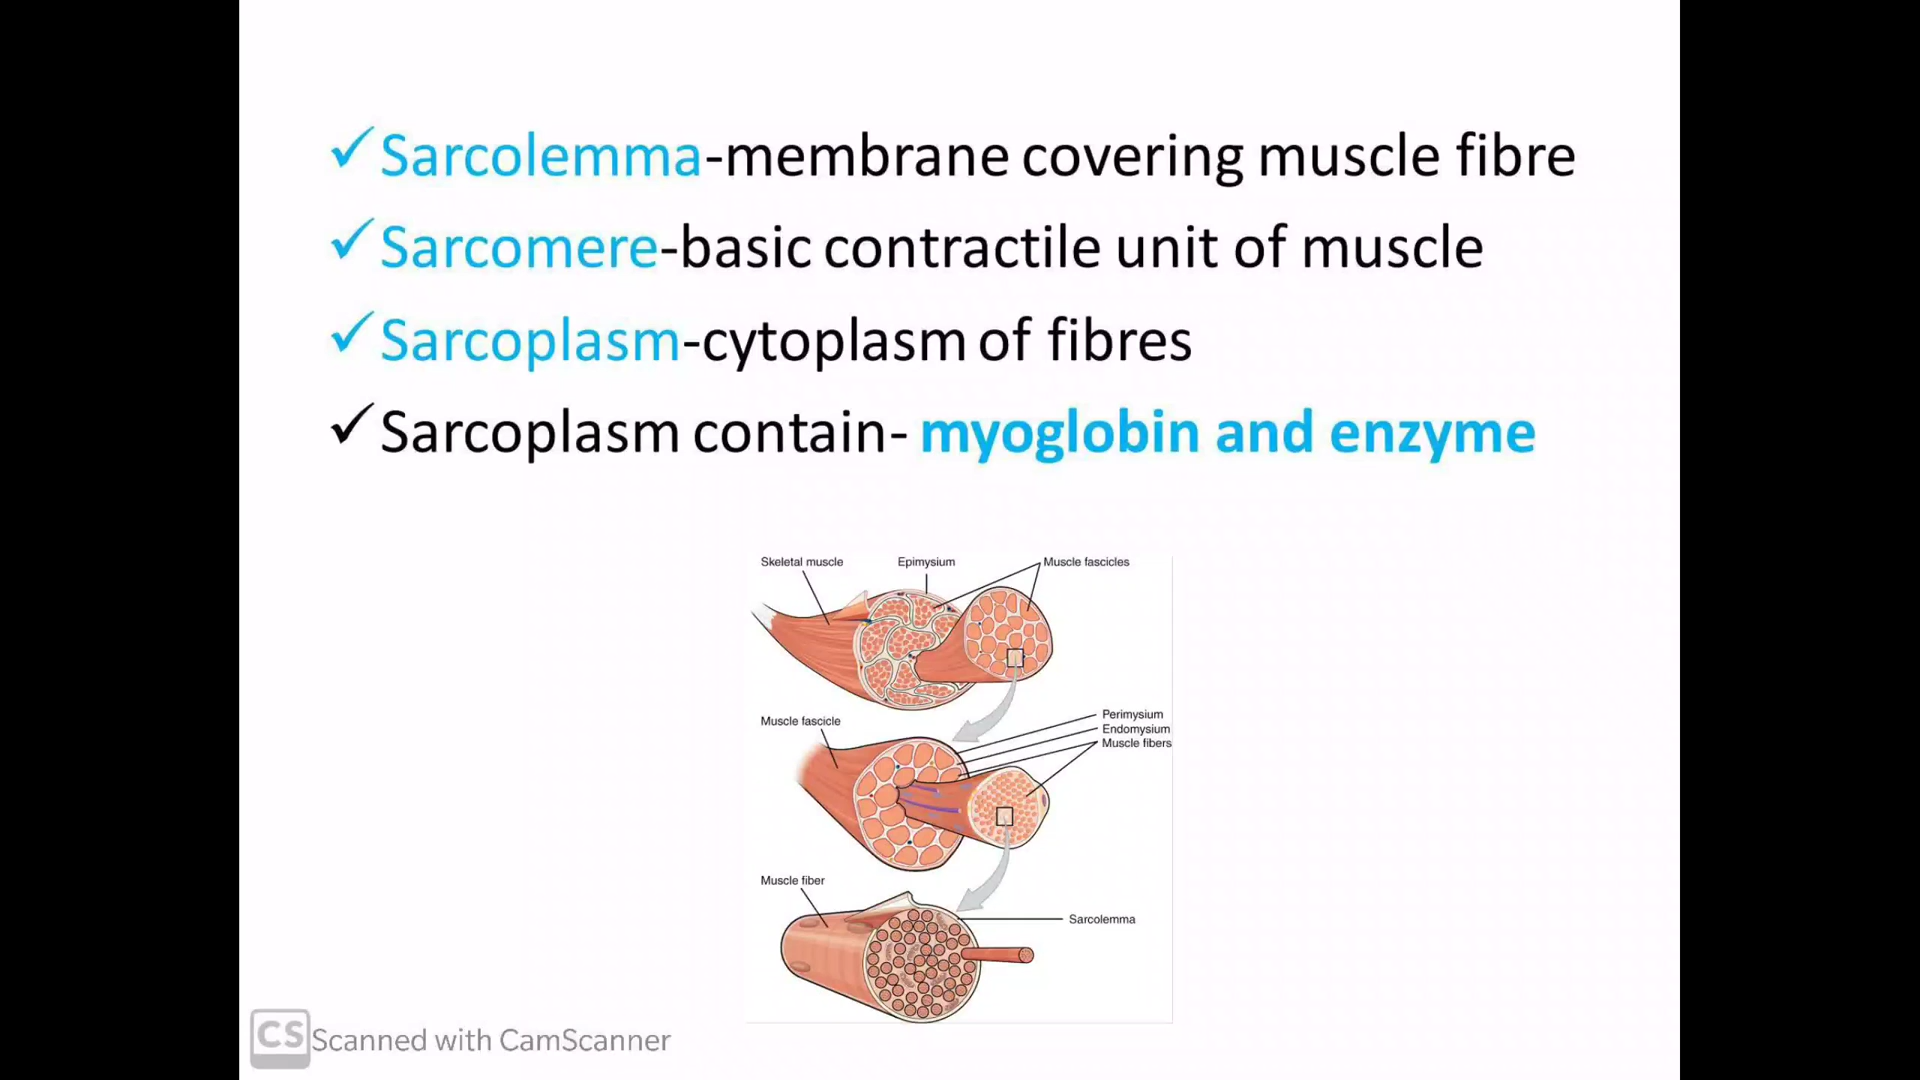 ✓Sarcolemma-membrane covering muscle fibre
✓Sarcomere-basic contractile unit of muscle
✓Sarcoplasm-cytoplasm of fibres
✓Sarcoplasm contain- myoglobin and enzyme
Skeletal muscle Epimysium Muscle fascicles
Muscle fascicle
Perimysium
Endomysium
Muscle fibers
Muscle fiber
Sarcolemma
CS Scanned with CamScanner